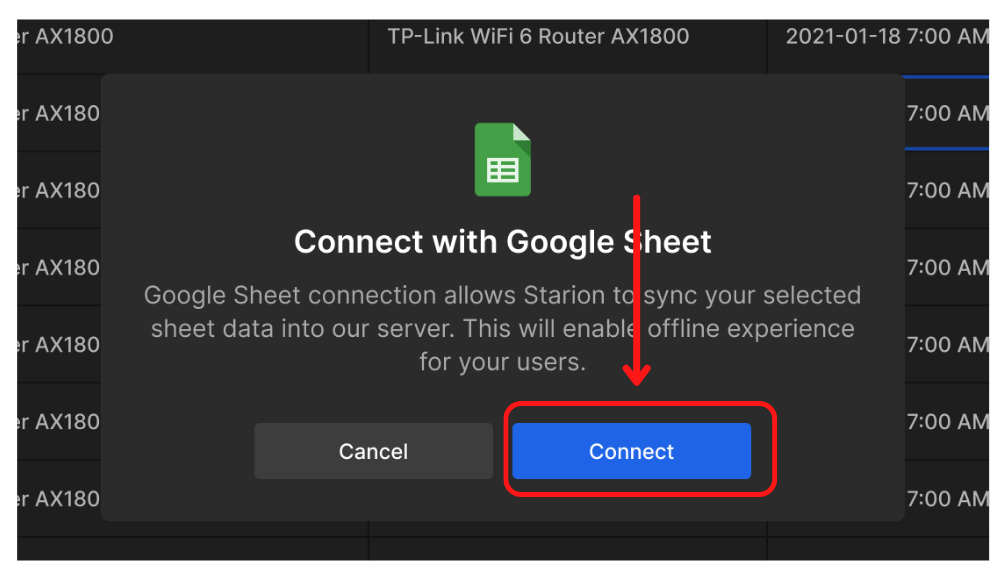 er AX1800 TP-Link WiFi 6 Router AX1800 2021-01-18 7:00 AM
er AX180 7:00 AM
er AX180 7:00 AM
Connect with Google Sheet
er AX180 7:00 AM
Google Sheet connection allows Starion to sync your selected
sheet data into our server. This will enable offline experience
er AX180 7:00 AM
for your users.
er AX180 7:00 AM
Cancel Connect
er AX180 7:00 AM